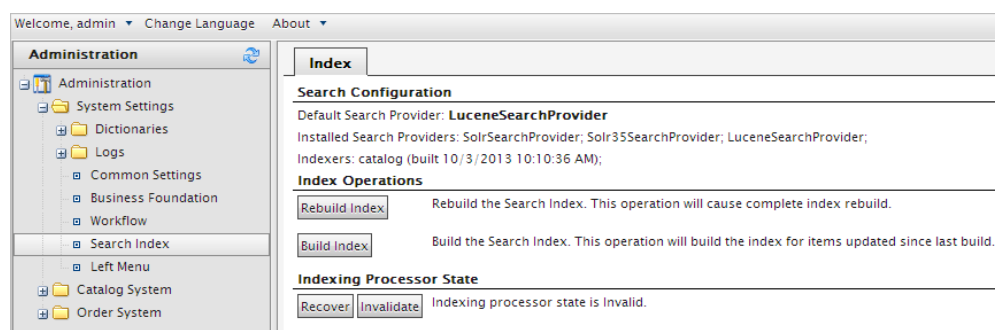 Welcome, admin Change Language About
Administration
Administration
System Settings
Dictionaries
Logs
Common Settings
Business Foundation
Workflow
Search Index
Left Menu
Catalog System
Order System
Index
Search Configuration
Default Search Provider: LuceneSearchProvider
Installed Search Providers: SolrSearchProvider; Solr35SearchProvider; LuceneSearchProvider;
Indexers: catalog (built 10/3/2013 10:10:36 AM);
Index Operations
Rebuild Index Rebuild the Search Index. This operation will cause complete index rebuild.
Build Index Build the Search Index. This operation will build the index for items updated since last build.
Indexing Processor State
Recover Invalidate Indexing processor state is Invalid.